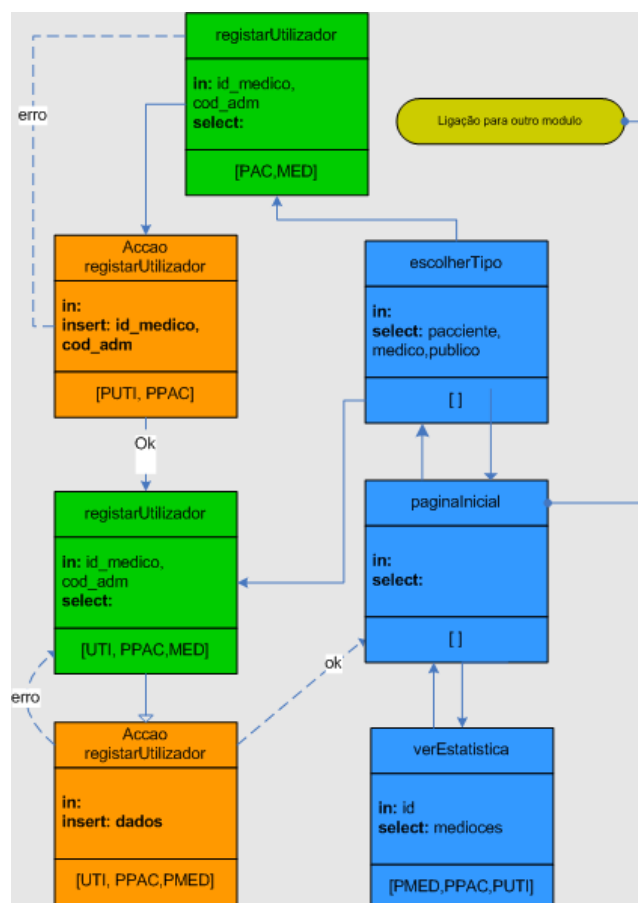 registarUtilizador
in: id_medico,
cod_adm
select:
[PAC,MED]
erro
Ligação para outro modulo
Accao
registarUtilizador
in:
insert: id_medico,
cod_adm
[PUTI, PPAC]
escolherTipo
in:
select: pacciente,
medico,publico
[ ]
Ok
registarUtilizador
in: id_medico,
cod_adm
select:
[UTI, PPAC,MED]
paginaInicial
in:
select:
[ ]
erro
ok
Accao
registarUtilizador
in:
insert: dados
[UTI, PPAC,PMED]
verEstatistica
in: id
select: medioces
[PMED,PPAC,PUTI]